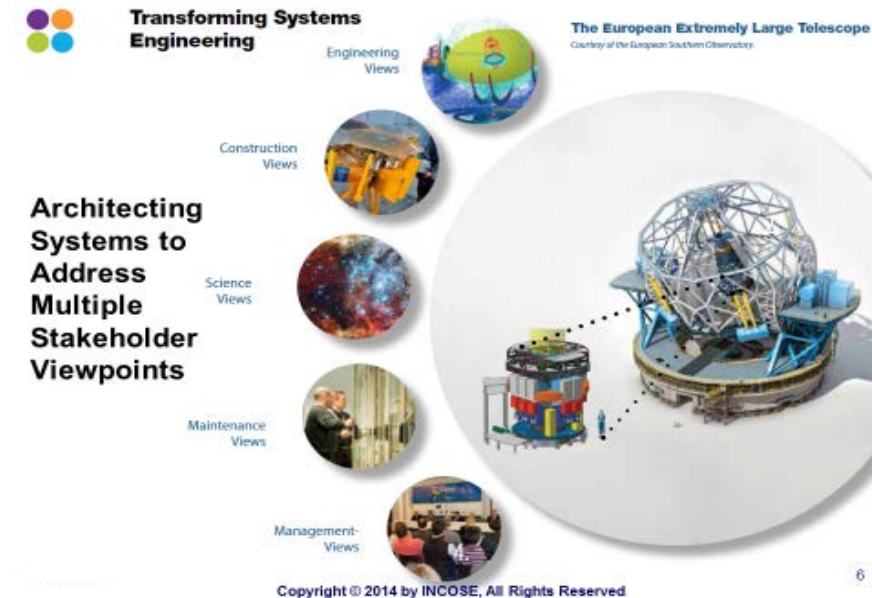 Transforming Systems
Engineering
The European Extremely Large Telescope
Courtesy of the European Southern Observatory.
Engineering
Views
Construction
Views
Architecting
Systems to
Address
Multiple
Stakeholder
Viewpoints
Science
Views
Maintenance
Views
Management-
Views
Copyright © 2014 by INCOSE, All Rights Reserved
6